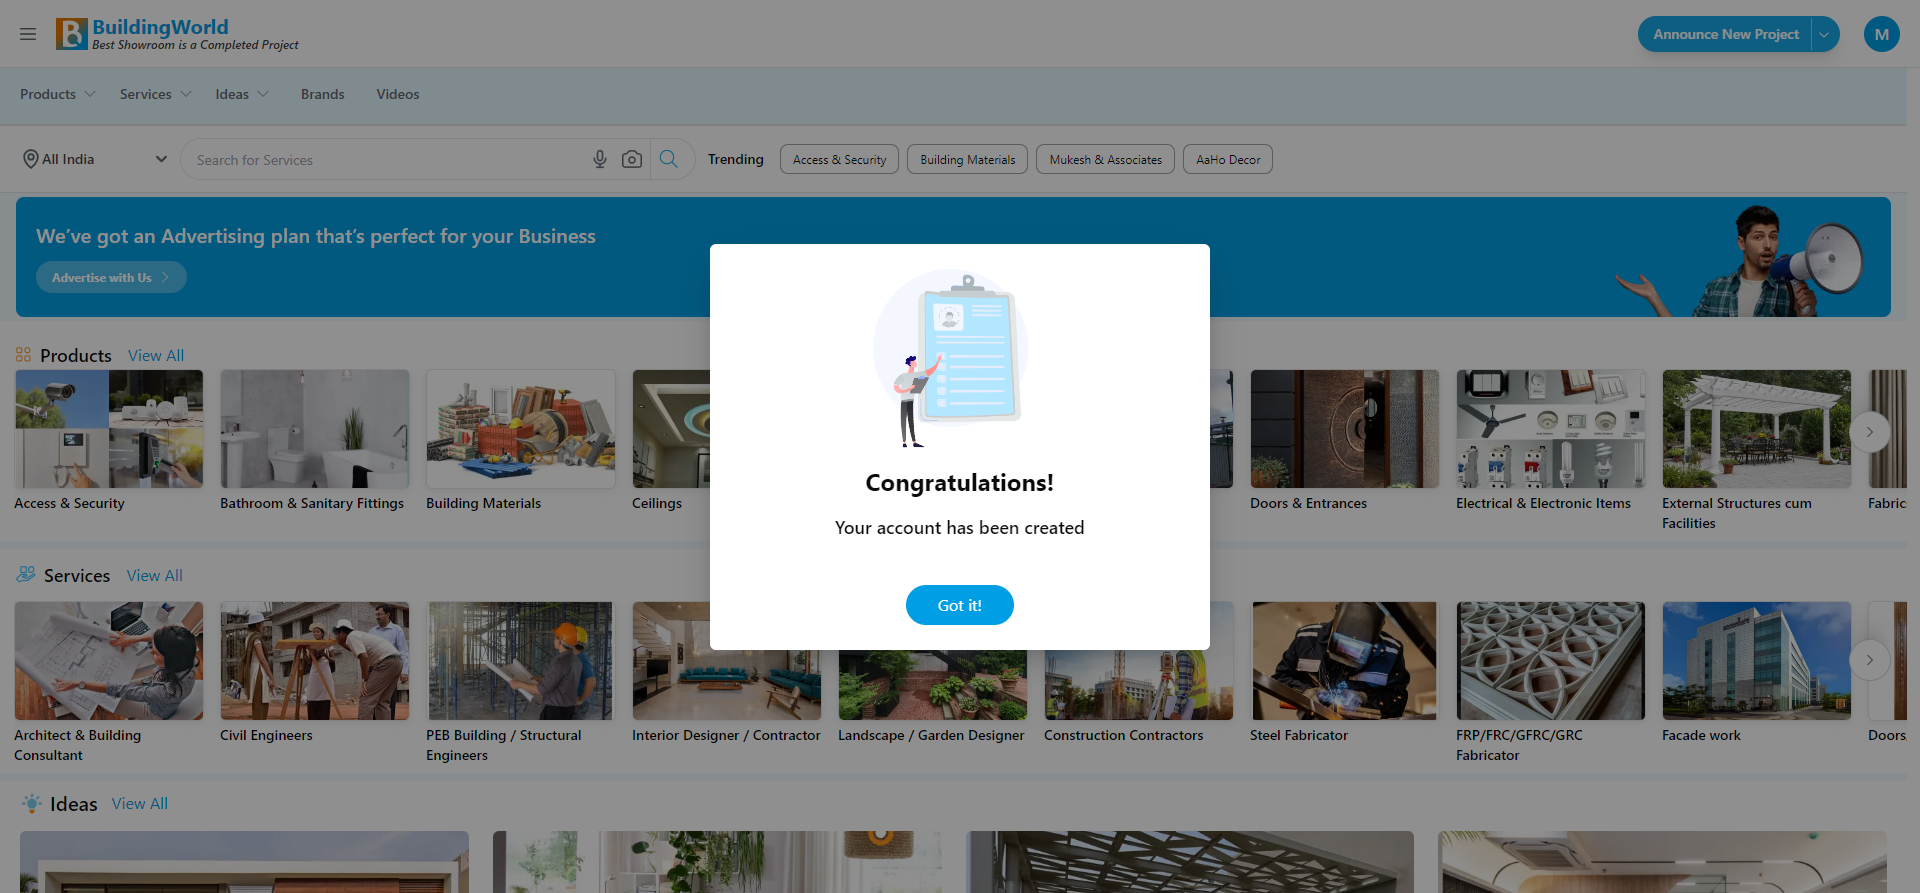 BuildingWorld
Best Showroom is a Completed Project
Announce New Project
M
Products
Services
Ideas
Brands
Videos
All India
Search for Services
Trending
Access & Security
Building Materials
Mukesh & Associates
AaHo Decor
We've got an Advertising plan that's perfect for your Business
Advertise with Us
Products
View All
Access & Security
Bathroom & Sanitary Fittings
Building Materials
Ceilings
Doors & Entrances
Electrical & Electronic Items
External Structures cum
Facilities
Fabric
Congratulations!
Your account has been created
Got it!
Services
View All
Architect & Building
Consultant
Civil Engineers
PEB Building / Structural
Engineers
Interior Designer / Contractor
Landscape / Garden Designer
Construction Contractors
Steel Fabricator
FRP/FRC/GFRC/GRC
Fabricator
Facade work
Doors
Ideas
View All